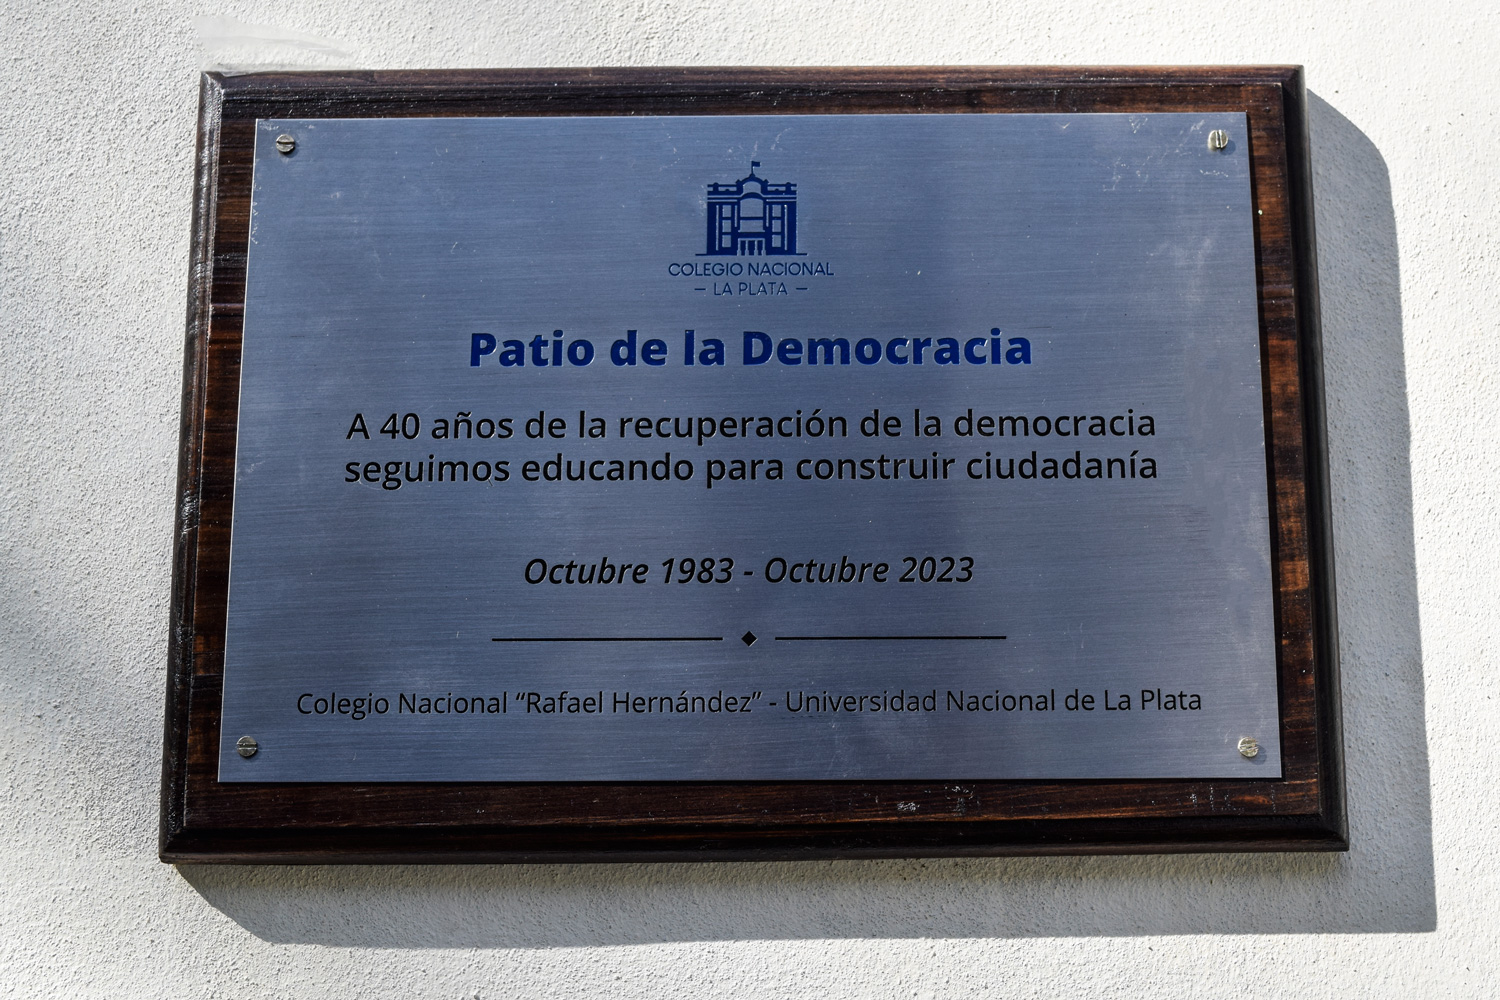 COLEGIO NACIONAL
– LA PLATA –
Patio de la Democracia
A 40 años de la recuperación de la democracia
seguimos educando para construir ciudadanía
Octubre 1983 - Octubre 2023
Colegio Nacional “Rafael Hernández” - Universidad Nacional de La Plata